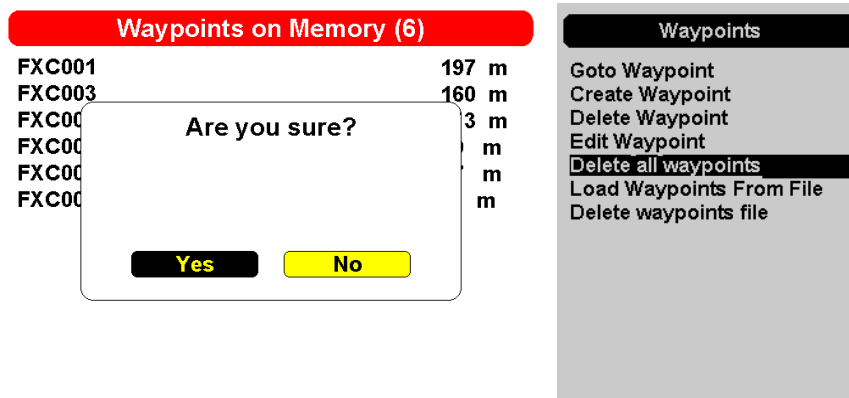 Waypoints on Memory (6)
FXC001 197 m
FXC003 160 m
m
m
m
m
Are you sure?
Yes No
Waypoints
Goto Waypoint
Create Waypoint
Delete Waypoint
Edit Waypoint
Delete all waypoints
Load Waypoints From File
Delete waypoints file